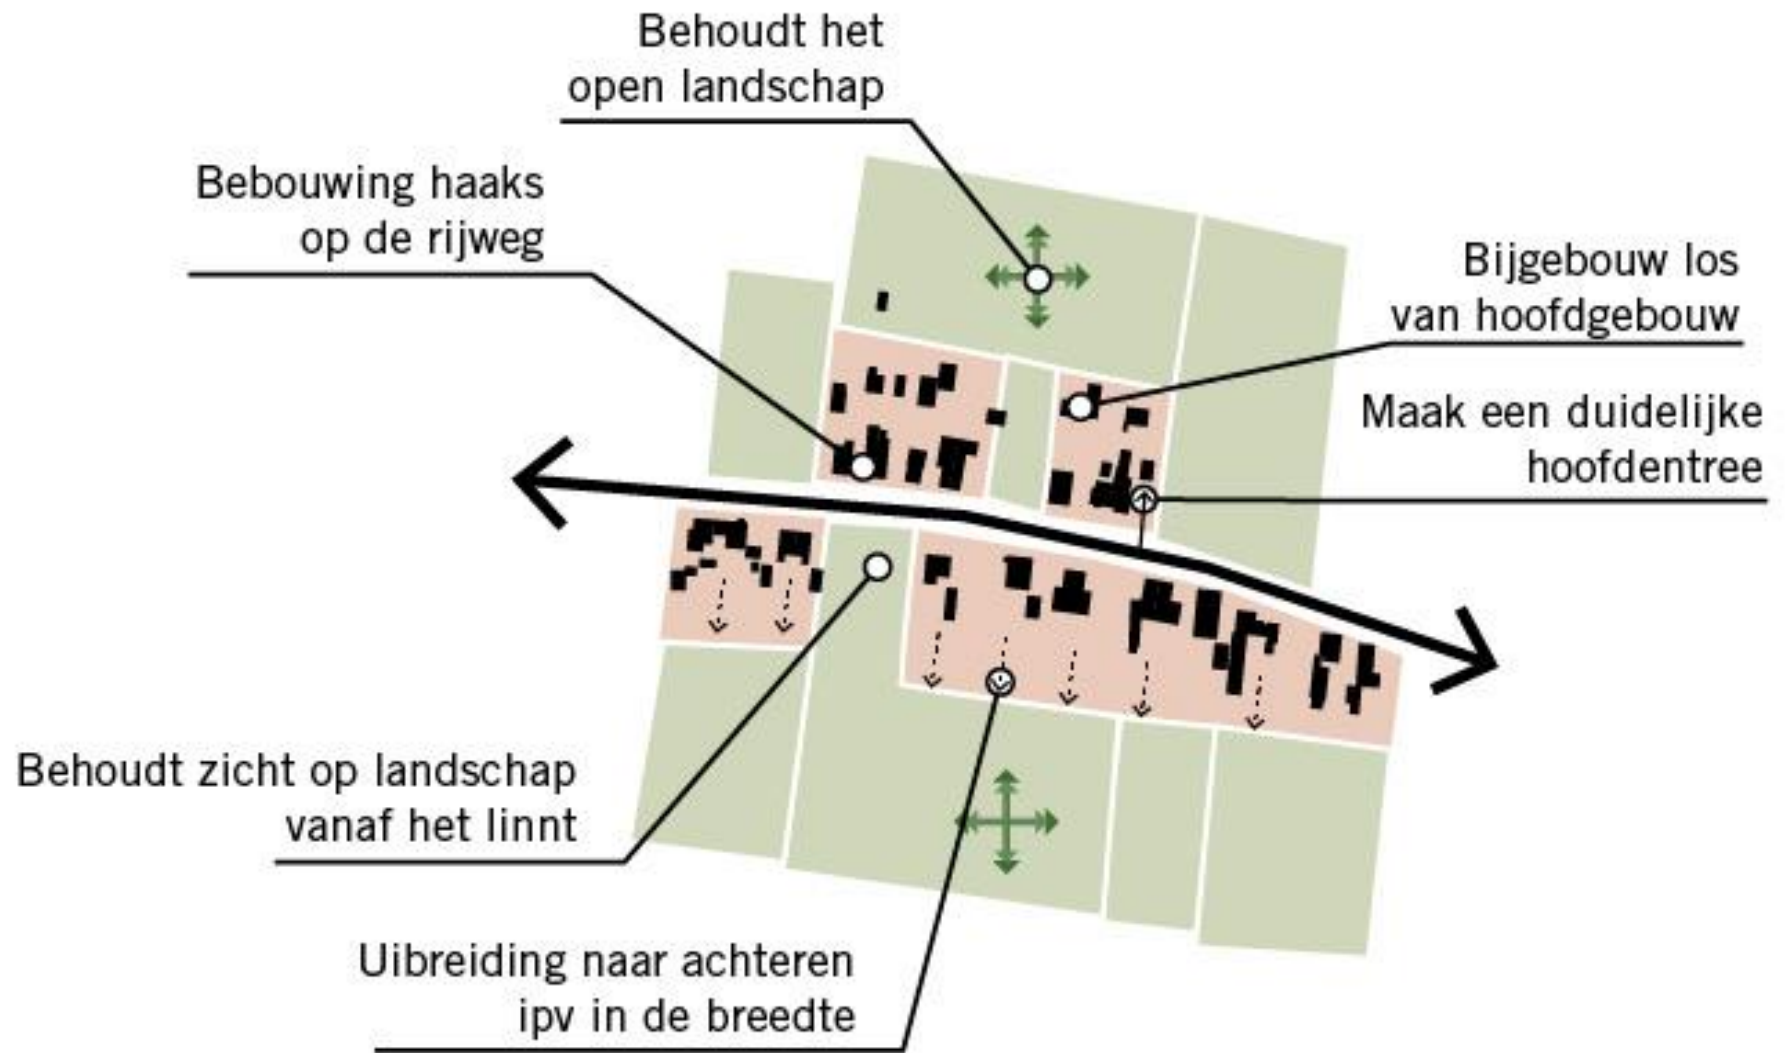 Behoudt het
open landschap
Bebouwing haaks
op de rijweg
Bijgebouw los
van hoofdgebouw
Maak een duidelijke
hoofdentree
Behoudt zicht op landschap
vanaf het linnt
Uibreiding naar achteren
ipv in de breedte